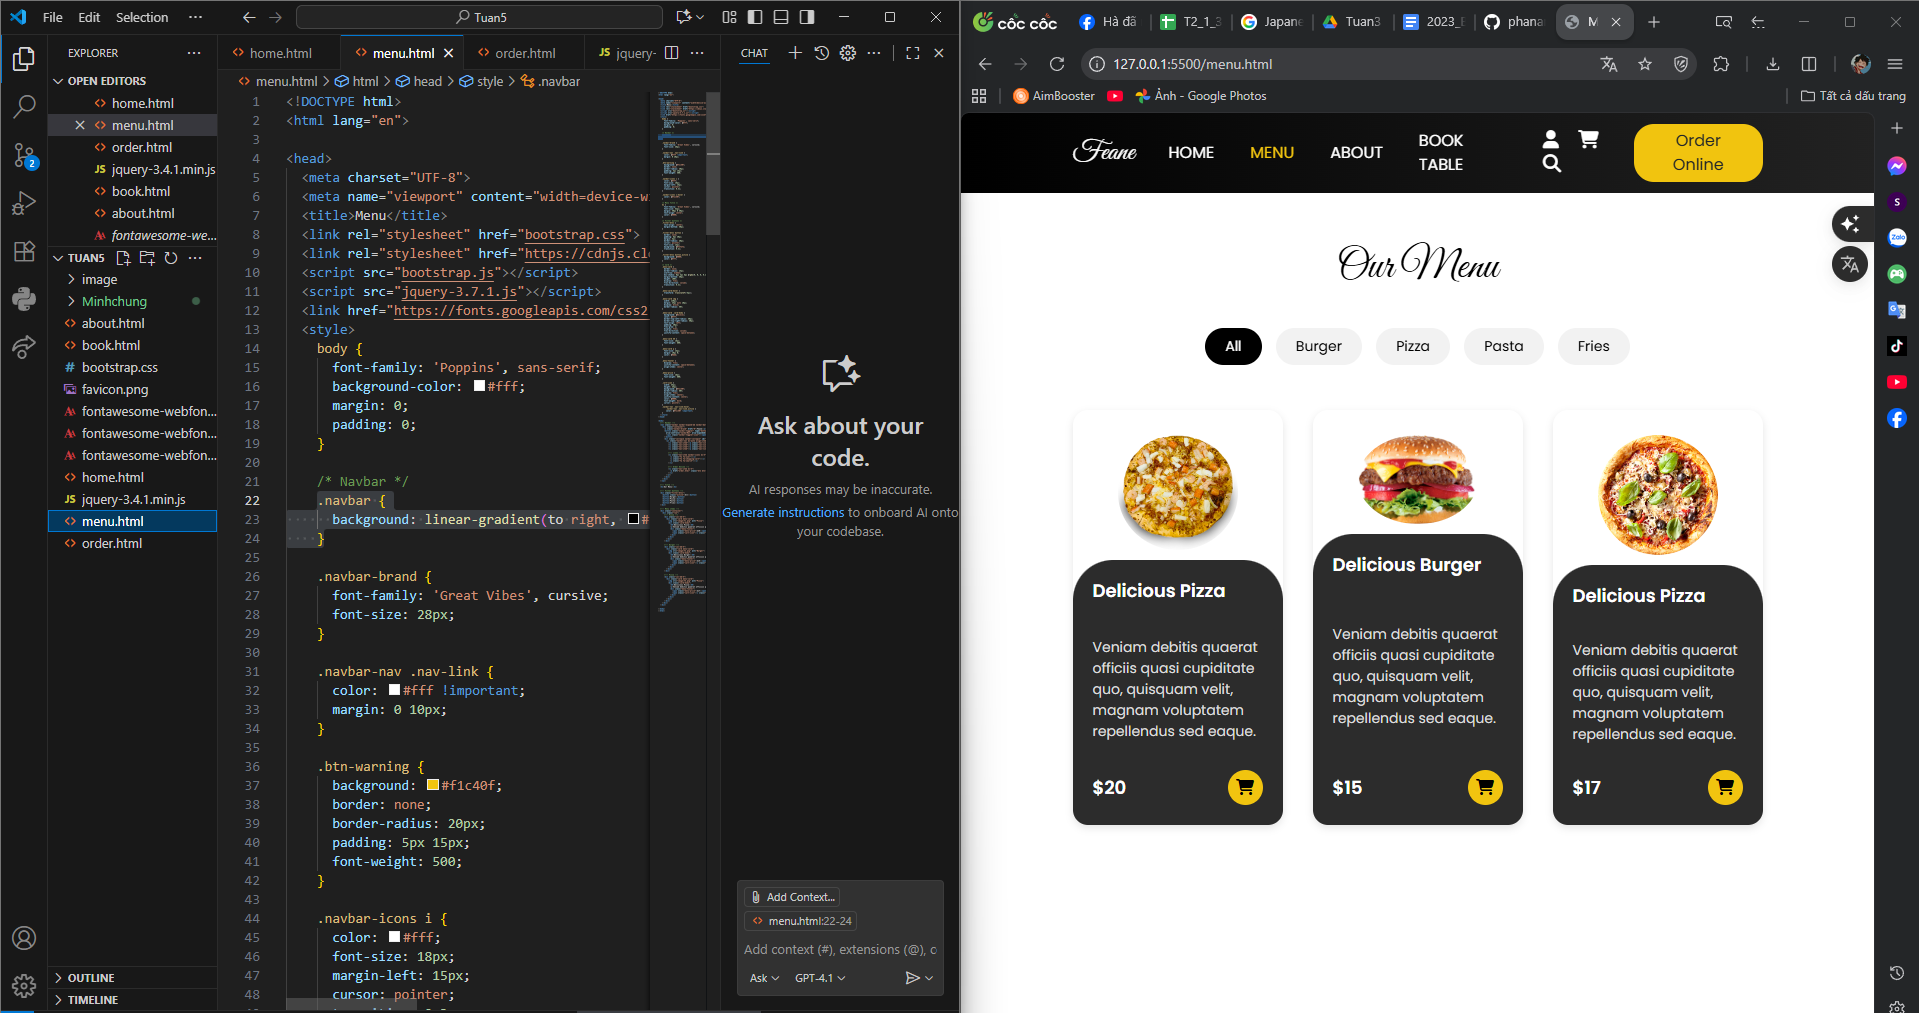 File Edit Selection ··· Tuan5
EXPLORER
OPEN EDITORS
home.html
menu.html
order.html
jquery-3.4.1.min.js
book.html
about.html
fontawesome-we...
2
TUAN5
image
Minhchung
about.html
book.html
bootstrap.css
favicon.png
fontawesome-webfon...
fontawesome-webfon...
fontawesome-webfon...
home.html
jquery-3.4.1.min.js
menu.html
order.html
OUTLINE
TIMELINE
home.html menu.html order.html JS jquery-
menu.html > html > head > style > .navbar
1 <!DOCTYPE html>
2 <html lang="en">
3
4 <head>
5 <meta charset="UTF-8">
6 <meta name="viewport" content="width=device-w
7 <title>Menu</title>
8 <link rel="stylesheet" href="bootstrap.css">
9 <link rel="stylesheet" href="https://cdnjs.cl
10 <script src="bootstrap.js"></script>
11 <script src="jquery-3.7.1.js"></script>
12 <link href="https://fonts.googleapis.com/css2
13 <style>
14 body {
15 font-family: 'Poppins', sans-serif;
16 background-color: #fff;
17 margin: 0;
18 padding: 0;
19 }
20
21 /* Navbar */
22 .navbar {
23 background: linear-gradient(to right, #
24 }
25
26 .navbar-brand {
27 font-family: 'Great Vibes', cursive;
28 font-size: 28px;
29 }
30
31 .navbar-nav .nav-link {
32 color: #fff !important;
33 margin: 0 10px;
34 }
35
36 .btn-warning {
37 background: #f1c40f;
38 border: none;
39 border-radius: 20px;
40 padding: 5px 15px;
41 font-weight: 500;
42 }
43
44 .navbar-icons i {
45 color: #fff;
46 font-size: 18px;
47 margin-left: 15px;
48 cursor: pointer;
CHAT
Ask about your
code.
AI responses may be inaccurate.
Generate instructions to onboard AI onto
your codebase.
Add Context...
menu.html:22-24
Add context (#), extensions (@), c
Ask GPT-4.1
cốc cốc Hà đã T2_1_3 Japane Tuan3 2023_ phana M
127.0.0.1:5500/menu.html
AimBooster Ảnh - Google Photos Tất cả dấu trang
Feane HOME MENU ABOUT BOOK TABLE Order Online
Our Menu
All Burger Pizza Pasta Fries
Delicious Pizza
Veniam debitis quaerat
officiis quasi cupiditate
quo, quisquam velit,
magnam voluptatem
repellendus sed eaque.
$20
Delicious Burger
Veniam debitis quaerat
officiis quasi cupiditate
quo, quisquam velit,
magnam voluptatem
repellendus sed eaque.
$15
Delicious Pizza
Veniam debitis quaerat
officiis quasi cupiditate
quo, quisquam velit,
magnam voluptatem
repellendus sed eaque.
$17
S
Zalo